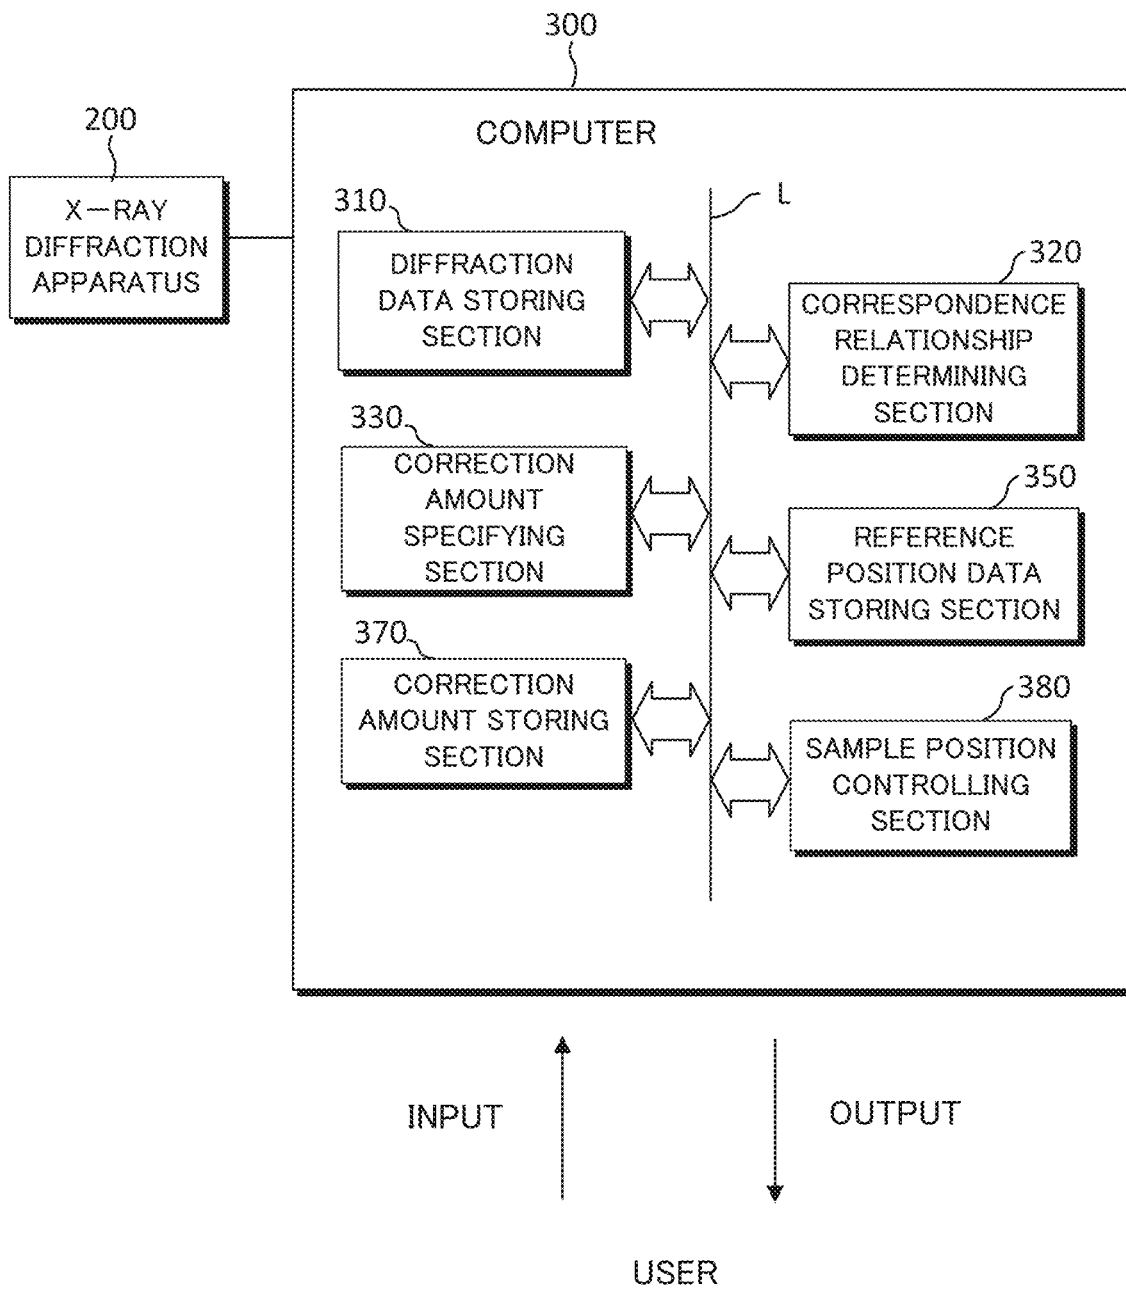 300
200
COMPUTER
X—RAY
DIFFRACTION
APPARATUS
310
L
DIFFRACTION
DATA STORING
SECTION
320
CORRESPONDENCE
RELATIONSHIP
DETERMINING
SECTION
330
CORRECTION
AMOUNT
SPECIFYING
SECTION
350
REFERENCE
POSITION DATA
STORING SECTION
370
CORRECTION
AMOUNT STORING
SECTION
380
SAMPLE POSITION
CONTROLLING
SECTION
INPUT
OUTPUT
USER